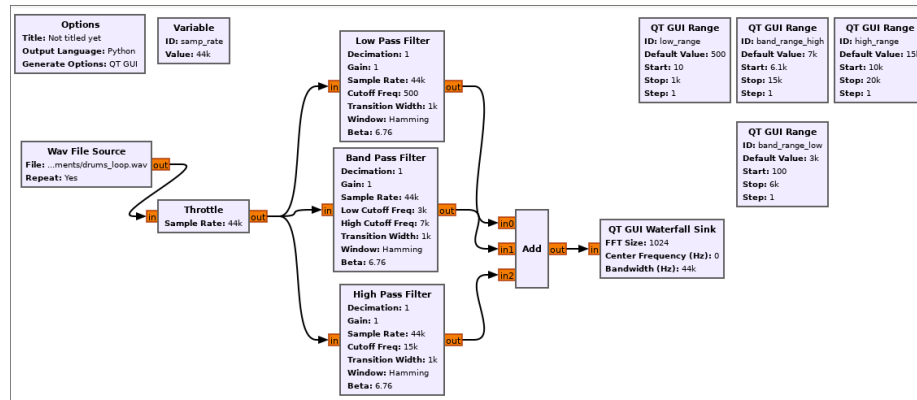 Options
Title: Not titled yet
Output Language: Python
Generate Options: QT GUI
Variable
ID: samp_rate
Value: 44k
Low Pass Filter
Decimation: 1
Gain: 1
Sample Rate: 44k
Cutoff Freq: 500
Transition Width: 1k
Window: Hamming
Beta: 6.76
in
out
QT GUI Range
ID: low_range
Default Value: 500
Start: 10
Stop: 1k
Step: 1
QT GUI Range
ID: band_range_high
Default Value: 7k
Start: 6.1k
Stop: 15k
Step: 1
QT GUI Range
ID: high_range
Default Value: 15k
Start: 10k
Stop: 20k
Step: 1
QT GUI Range
ID: band_range_low
Default Value: 3k
Start: 100
Stop: 6k
Step: 1
Wav File Source
File: ...ments/drums_loop.wav
Repeat: Yes
out
in
Throttle
Sample Rate: 44k
out
Band Pass Filter
Decimation: 1
Gain: 1
Sample Rate: 44k
Low Cutoff Freq: 3k
High Cutoff Freq: 7k
Transition Width: 1k
Window: Hamming
Beta: 6.76
in
out
in0
in1
in2
Add
out
in
QT GUI Waterfall Sink
FFT Size: 1024
Center Frequency (Hz): 0
Bandwidth (Hz): 44k
High Pass Filter
Decimation: 1
Gain: 1
Sample Rate: 44k
Cutoff Freq: 15k
Transition Width: 1k
Window: Hamming
Beta: 6.76
in
out